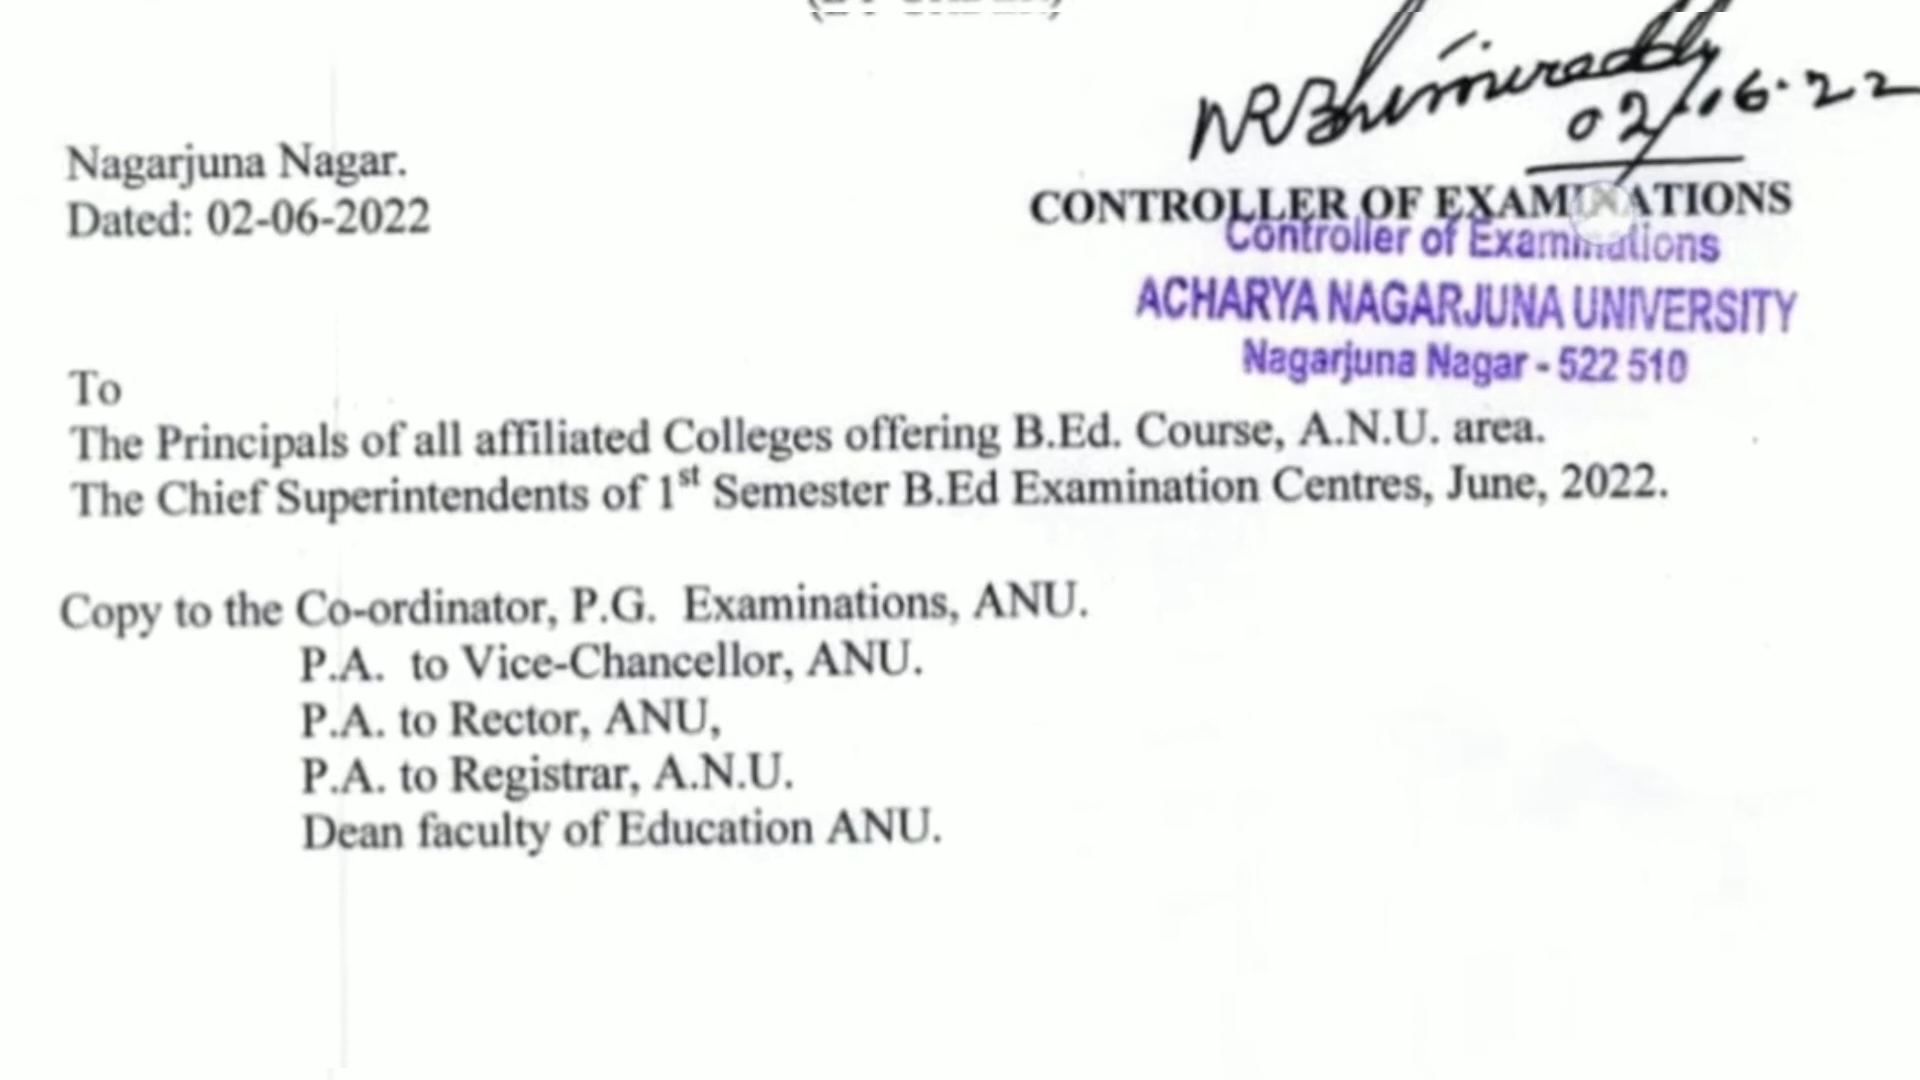 Nagarjuna Nagar.
Dated: 02-06-2022
02/06.22
CONTROLLER OF EXAMINATIONS
Controller of Examinations
ACHARYA NAGARJUNA UNIVERSITY
Nagarjuna Nagar - 522 510
To
The Principals of all affiliated Colleges offering B.Ed. Course, A.N.U. area.
The Chief Superintendents of 1st Semester B.Ed Examination Centres, June, 2022.
Copy to the Co-ordinator, P.G. Examinations, ANU.
P.A. to Vice-Chancellor, ANU.
P.A. to Rector, ANU,
P.A. to Registrar, A.N.U.
Dean faculty of Education ANU.